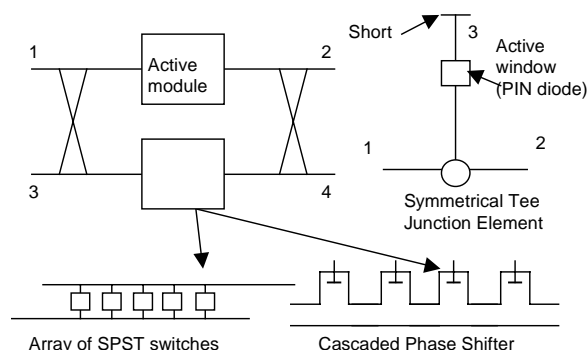 1
Active
module
2
3
4
Short
3
Active
window
(PIN diode)
1
2
Symmetrical Tee
Junction Element
Array of SPST switches
Cascaded Phase Shifter